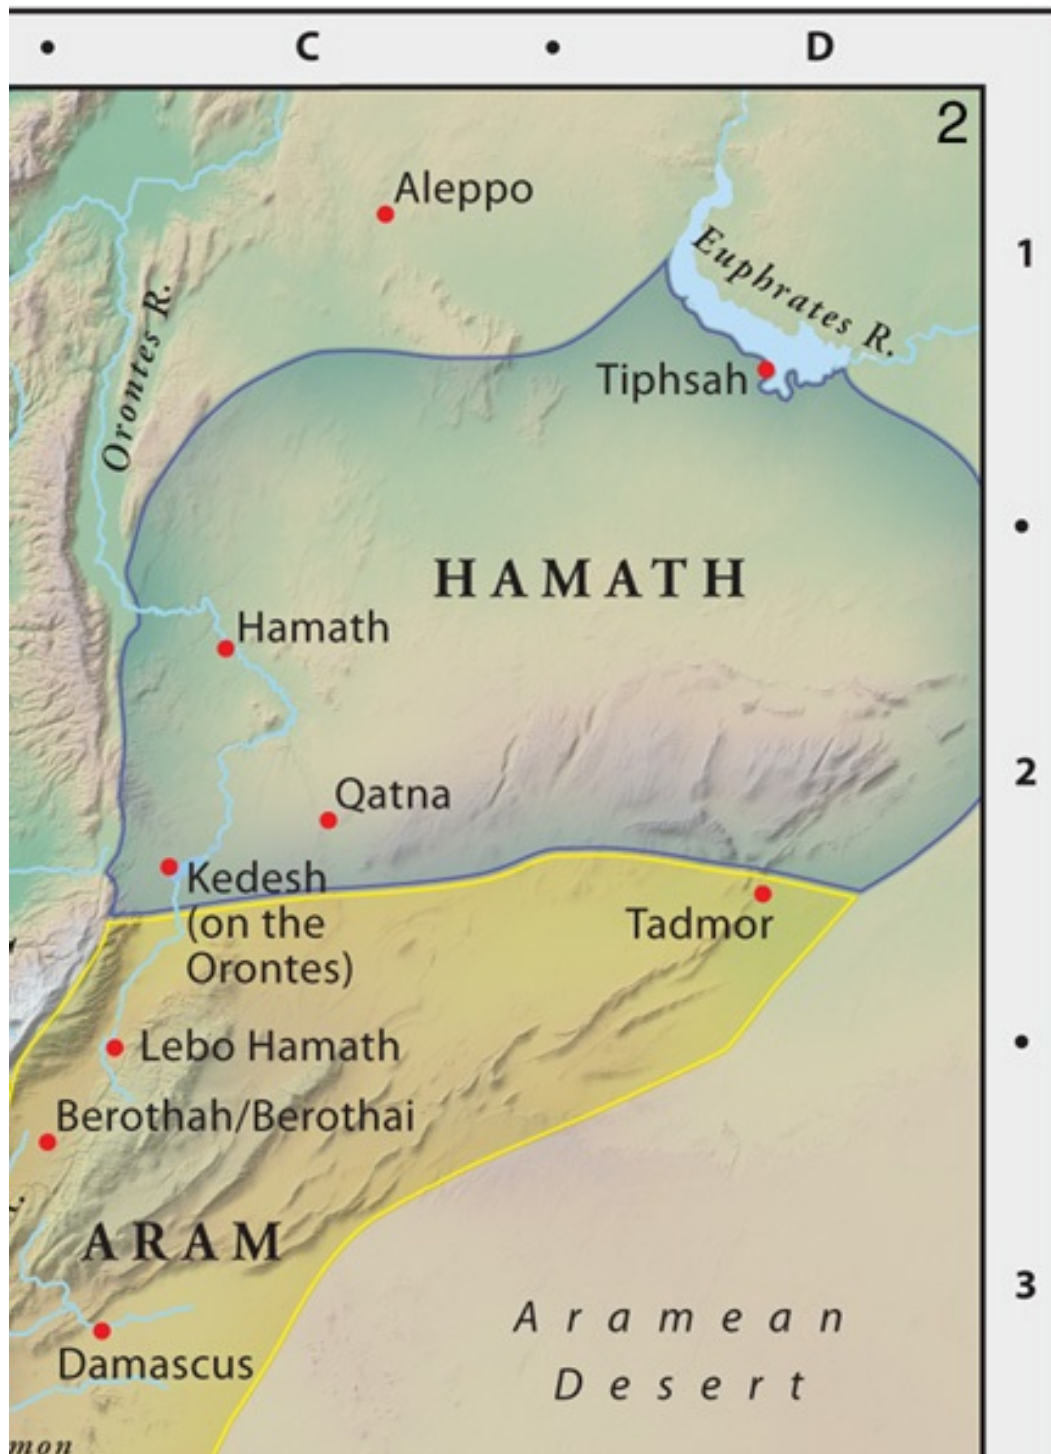 C
D
2
Aleppo
1
Euphrates R.
Orontes R.
Tiphsah
HAMATH
Hamath
2
Qatna
Kedesh
(on the
Orontes)
Tadmor
Lebo Hamath
Berothah/Berothai
ARAM
3
Aramean
Desert
Damascus
mon